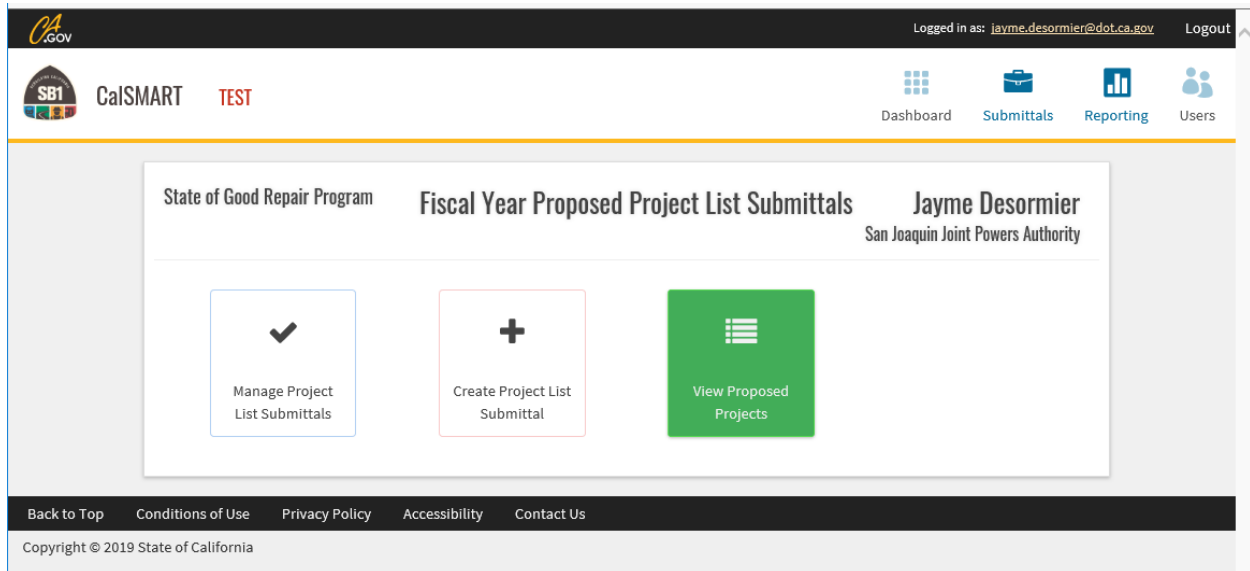 CA.GOV
Logged in as: jayme.desormier@dot.ca.gov Logout
SB1
CalSMART TEST
Dashboard Submittals Reporting Users
State of Good Repair Program
Fiscal Year Proposed Project List Submittals
Jayme Desormier
San Joaquin Joint Powers Authority
Manage Project
List Submittals
Create Project List
Submittal
View Proposed
Projects
Back to Top Conditions of Use Privacy Policy Accessibility Contact Us
Copyright © 2019 State of California